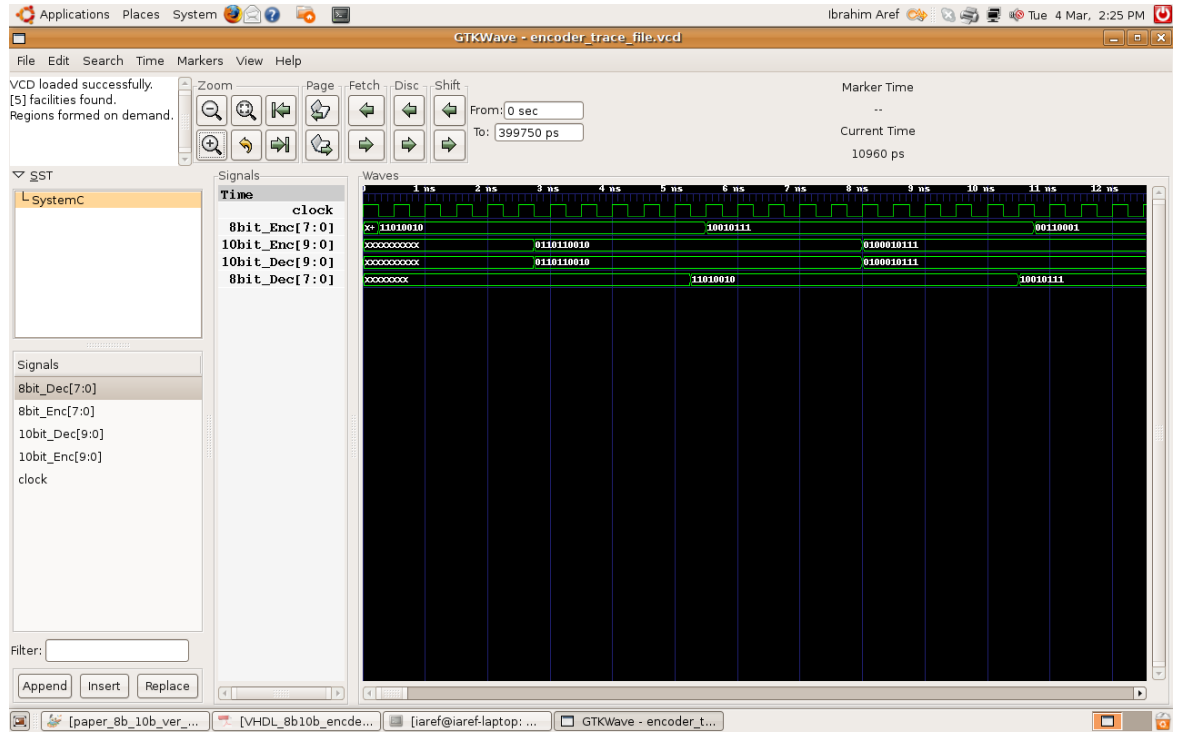 Applications Places System Ibrahim Aref Tue 4 Mar, 2:25 PM
GTKWave - encoder_trace_file.vcd
File Edit Search Time Markers View Help
VCD loaded successfully.
[5] facilities found.
Regions formed on demand.
Zoom Page Fetch Disc Shift
From: 0 sec
To: 399750 ps
Marker Time
--
Current Time
10960 ps
SST
SystemC
Signals
8bit_Dec[7:0]
8bit_Enc[7:0]
10bit_Dec[9:0]
10bit_Enc[9:0]
clock
Filter:
Append Insert Replace
Signals
Time
clock
8bit_Enc[7:0]
10bit_Enc[9:0]
10bit_Dec[9:0]
8bit_Dec[7:0]
Waves
1 ns 2 ns 3 ns 4 ns 5 ns 6 ns 7 ns 8 ns 9 ns 10 ns 11 ns 12 ns
x+ 11010010 10010111 00110001
xxxxxxxxxx 0110110010 0100010111
xxxxxxxxxx 0110110010 0100010111
xxxxxxxx 11010010 10010111
[paper_8b_10b_ver_... [VHDL_8b10b_encde... [iaref@iaref-laptop: ... GTKWave - encoder_t...